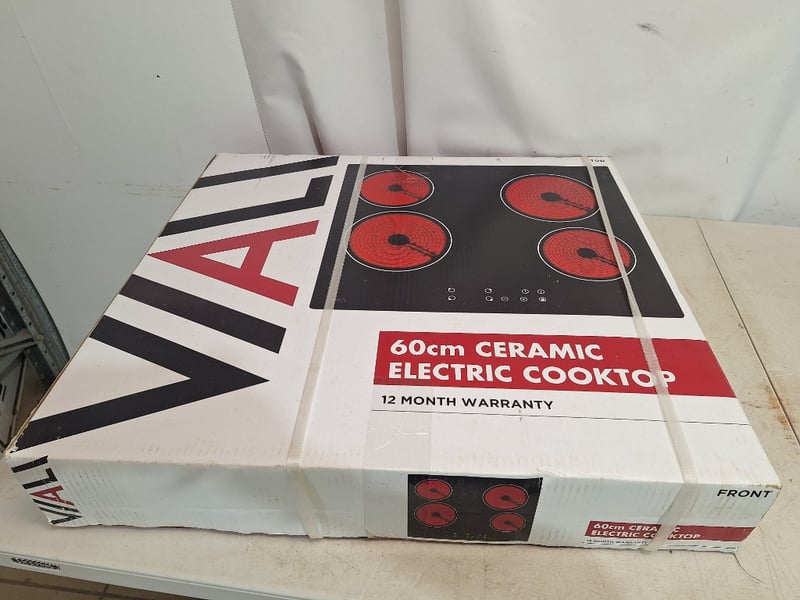 TOP
VIALI
60cm CERAMIC
ELECTRIC COOKTOP
12 MONTH WARRANTY
FRONT
VIALI
60cm CERAMIC
ELECTRIC COOKTOP